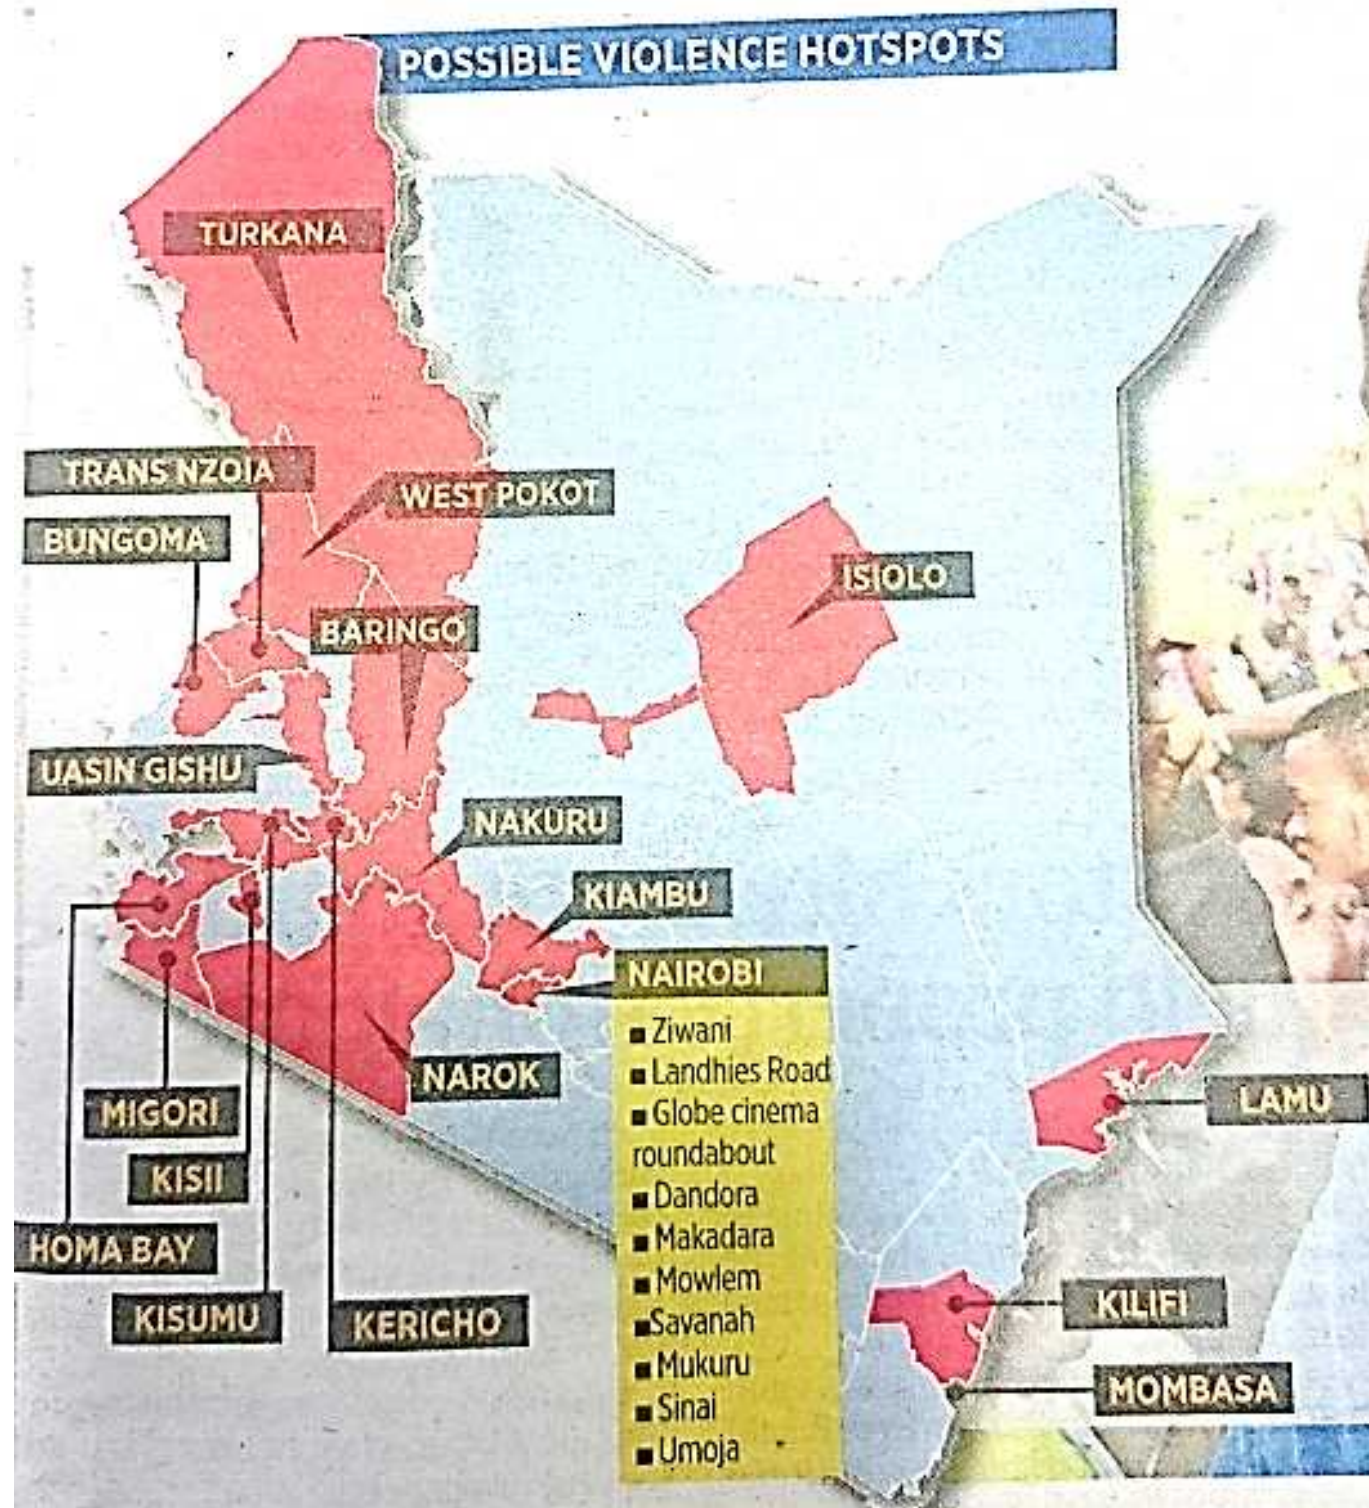 POSSIBLE VIOLENCE HOTSPOTS
TURKANA
TRANS NZOIA
WEST POKOT
BUNGOMA
ISIOLO
BARINGO
UASIN GISHU
NAKURU
KIAMBU
NAIROBI
■ Ziwani
■ Landhies Road
■ Globe cinema
roundabout
■ Dandora
■ Makadara
■ Mowlem
■Savanah
■ Mukuru
■ Sinai
■ Umoja
NAROK
MIGORI
KISII
HOMA BAY
KISUMU
KERICHO
LAMU
KILIFI
MOMBASA